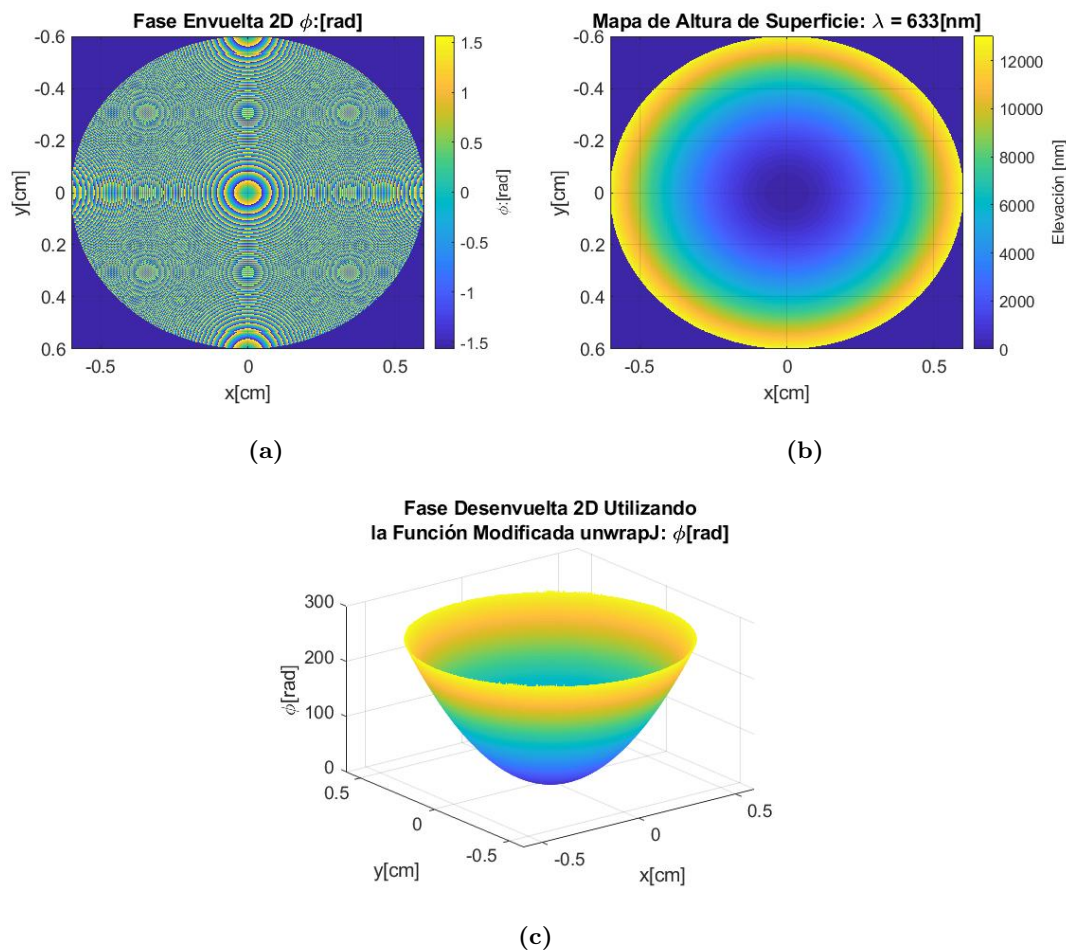 Fase Envuelta 2D ϕ:[rad]
-0.6
-0.4
-0.2
0
0.2
0.4
0.6
y[cm]
-0.5
0
0.5
x[cm]
1.5
1
0.5
0
-0.5
-1
-1.5
ϕ:[rad]
(a)
Mapa de Altura de Superficie: λ = 633[nm]
-0.6
-0.4
-0.2
0
0.2
0.4
0.6
y[cm]
-0.5
0
0.5
x[cm]
12000
10000
8000
6000
4000
2000
0
Elevación [nm]
(b)
Fase Desenvuelta 2D Utilizando
la Función Modificada unwrapJ: ϕ[rad]
300
200
100
0
ϕ[rad]
0.5
0
-0.5
y[cm]
-0.5
0
0.5
x[cm]
(c)